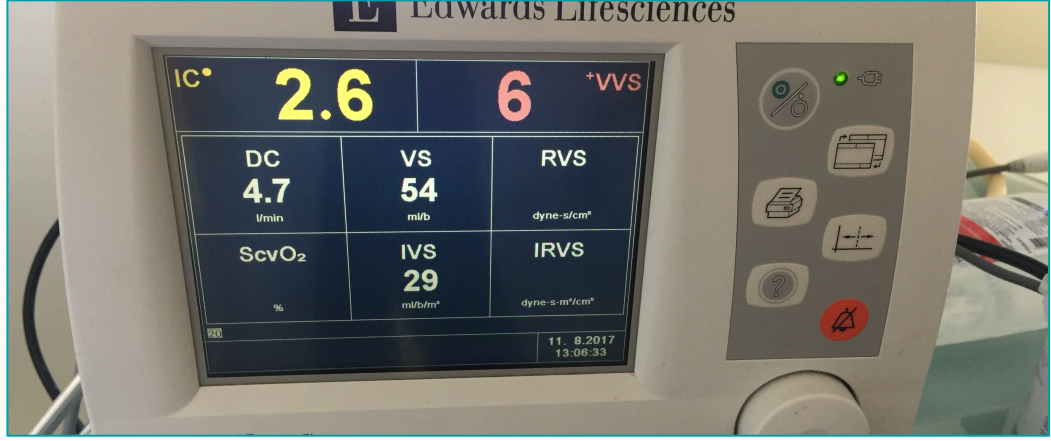 E Edwards Lifesciences
IC• 2.6 6 +VVS
DC VS RVS
4.7 54
l/min ml/b dyne-s/cm⁵
ScvO₂ IVS IRVS
29
% ml/b/m² dyne-s-m²/cm⁵
20
11. 8.2017
13:06:33
?